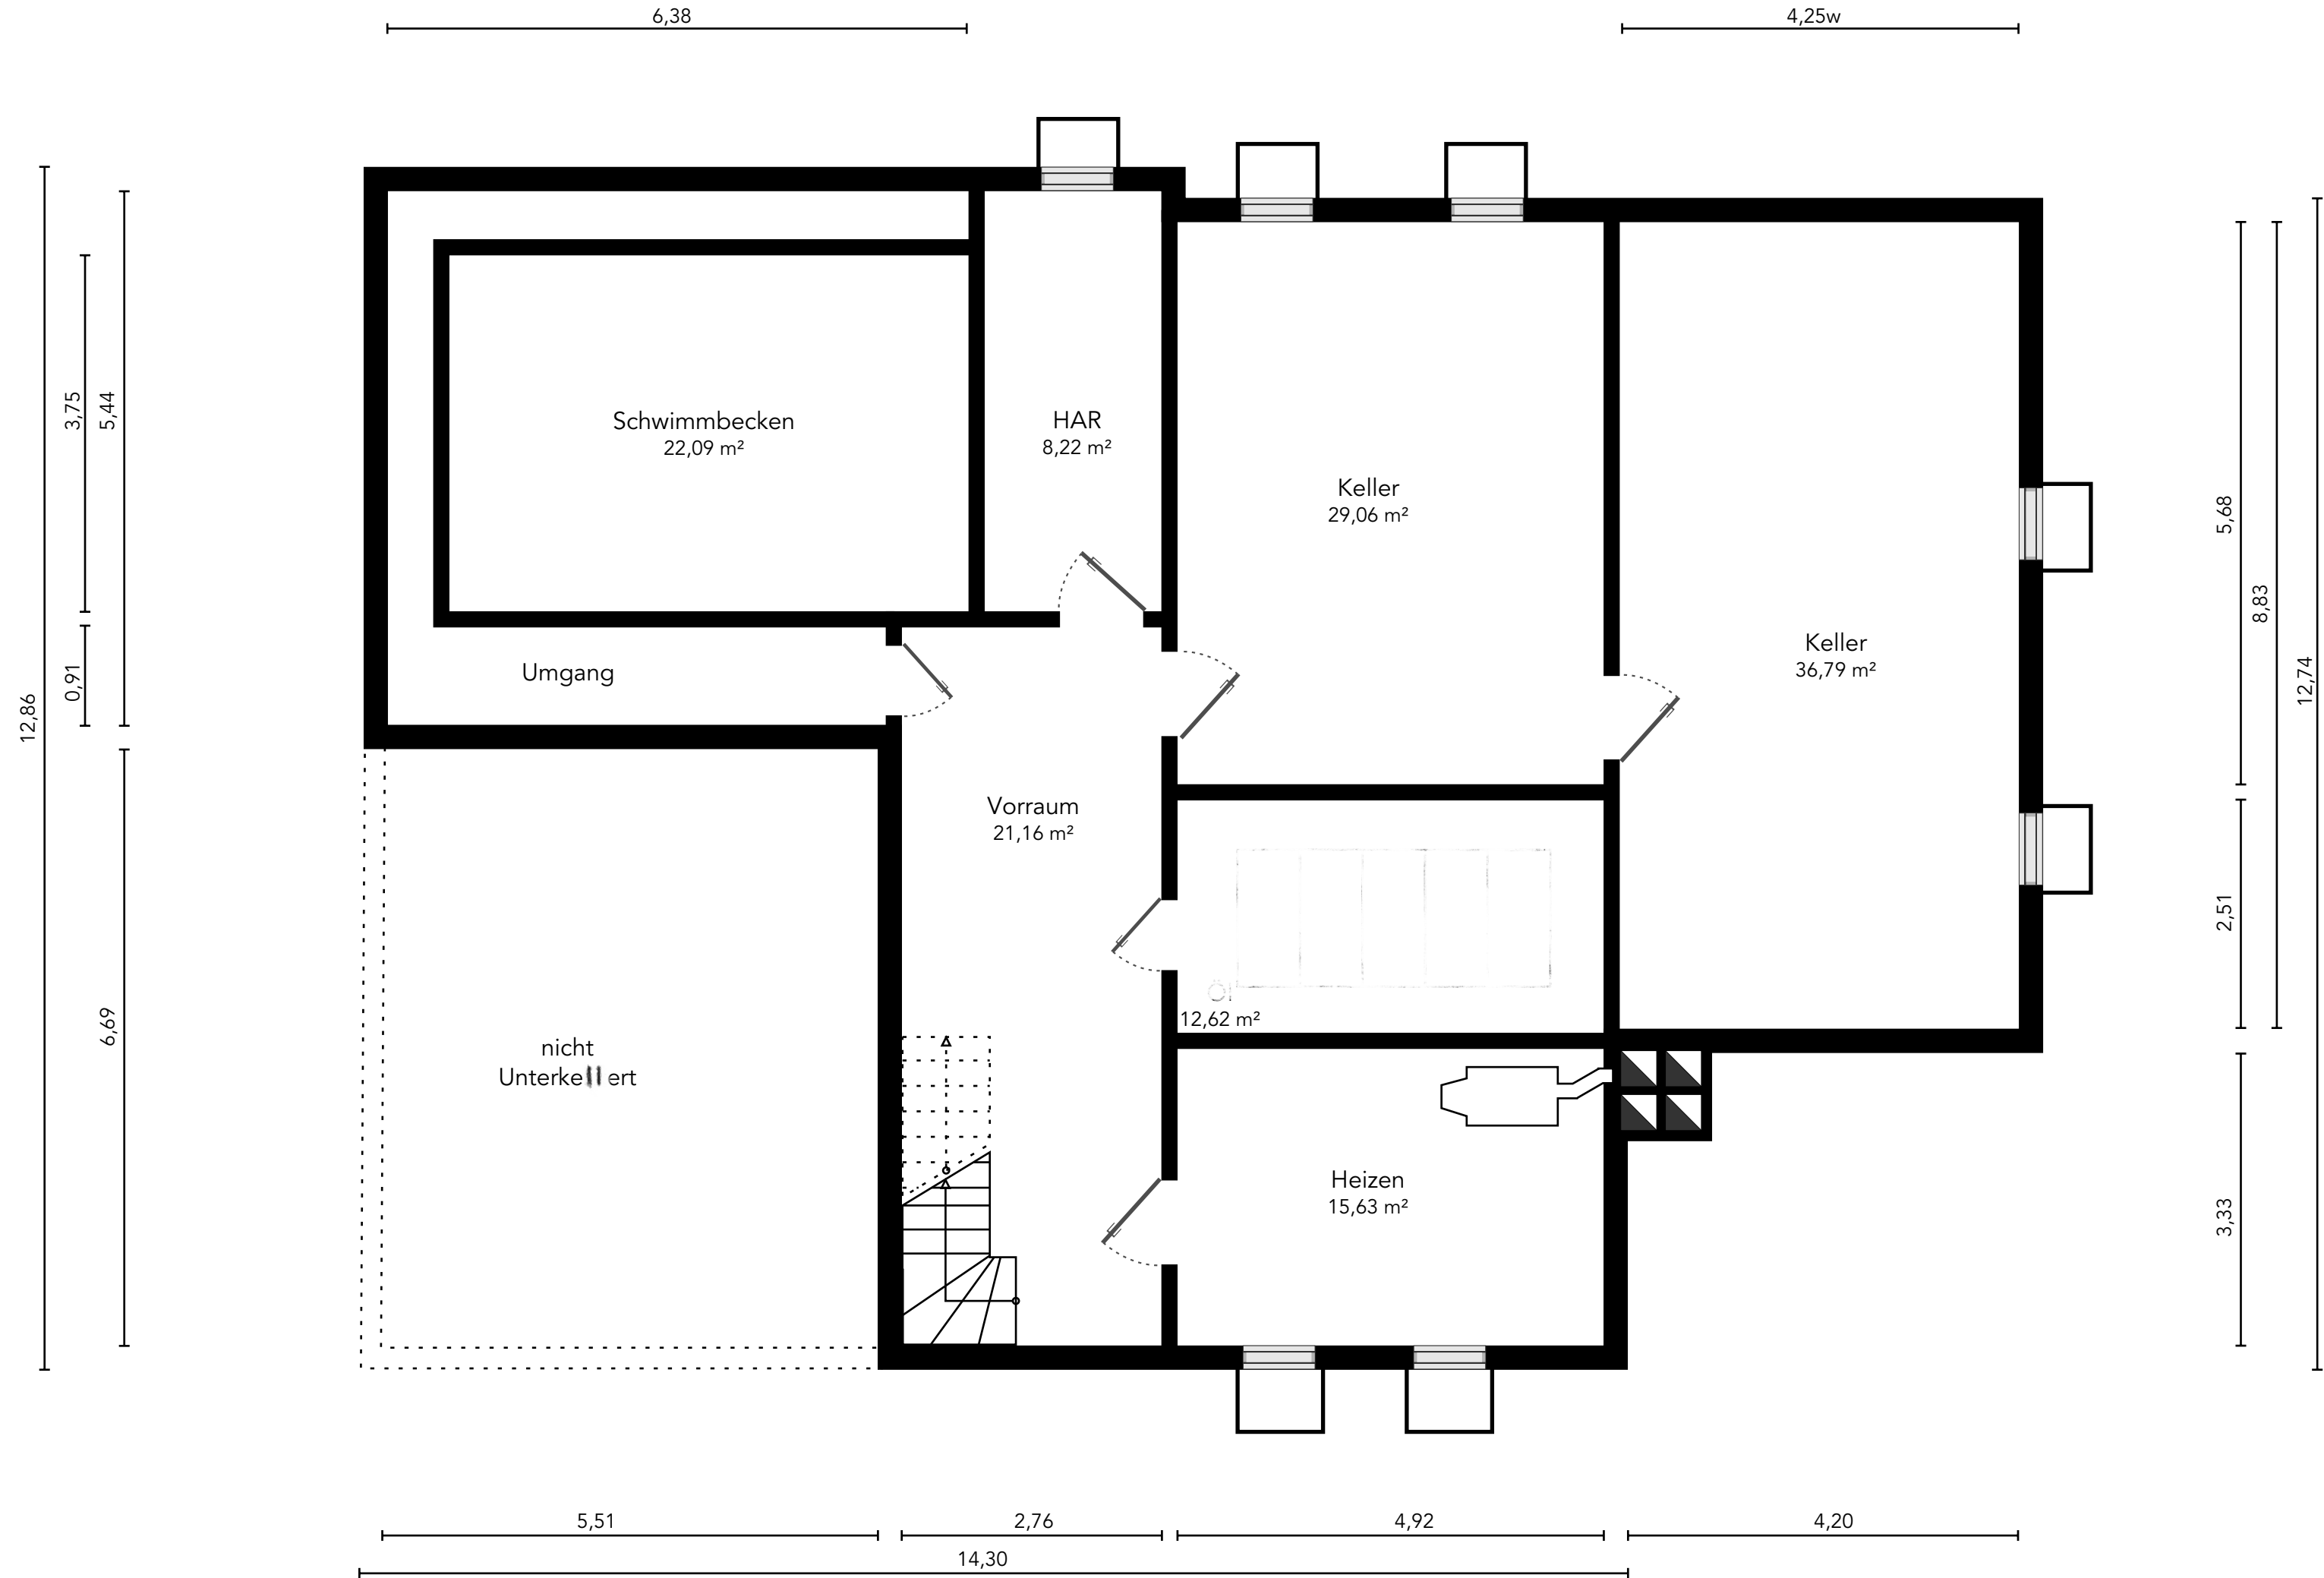 6,38
4,25w
3,75
5,44
0,91
12,86
6,69
Schwimmbecken
22,09 m²
HAR
8,22 m²
Keller
29,06 m²
Keller
36,79 m²
Umgang
Vorraum
21,16 m²
Öl
12,62 m²
nicht
Unterkellert
Heizen
15,63 m²
5,68
8,83
12,74
2,51
3,33
5,51
2,76
4,92
4,20
14,30